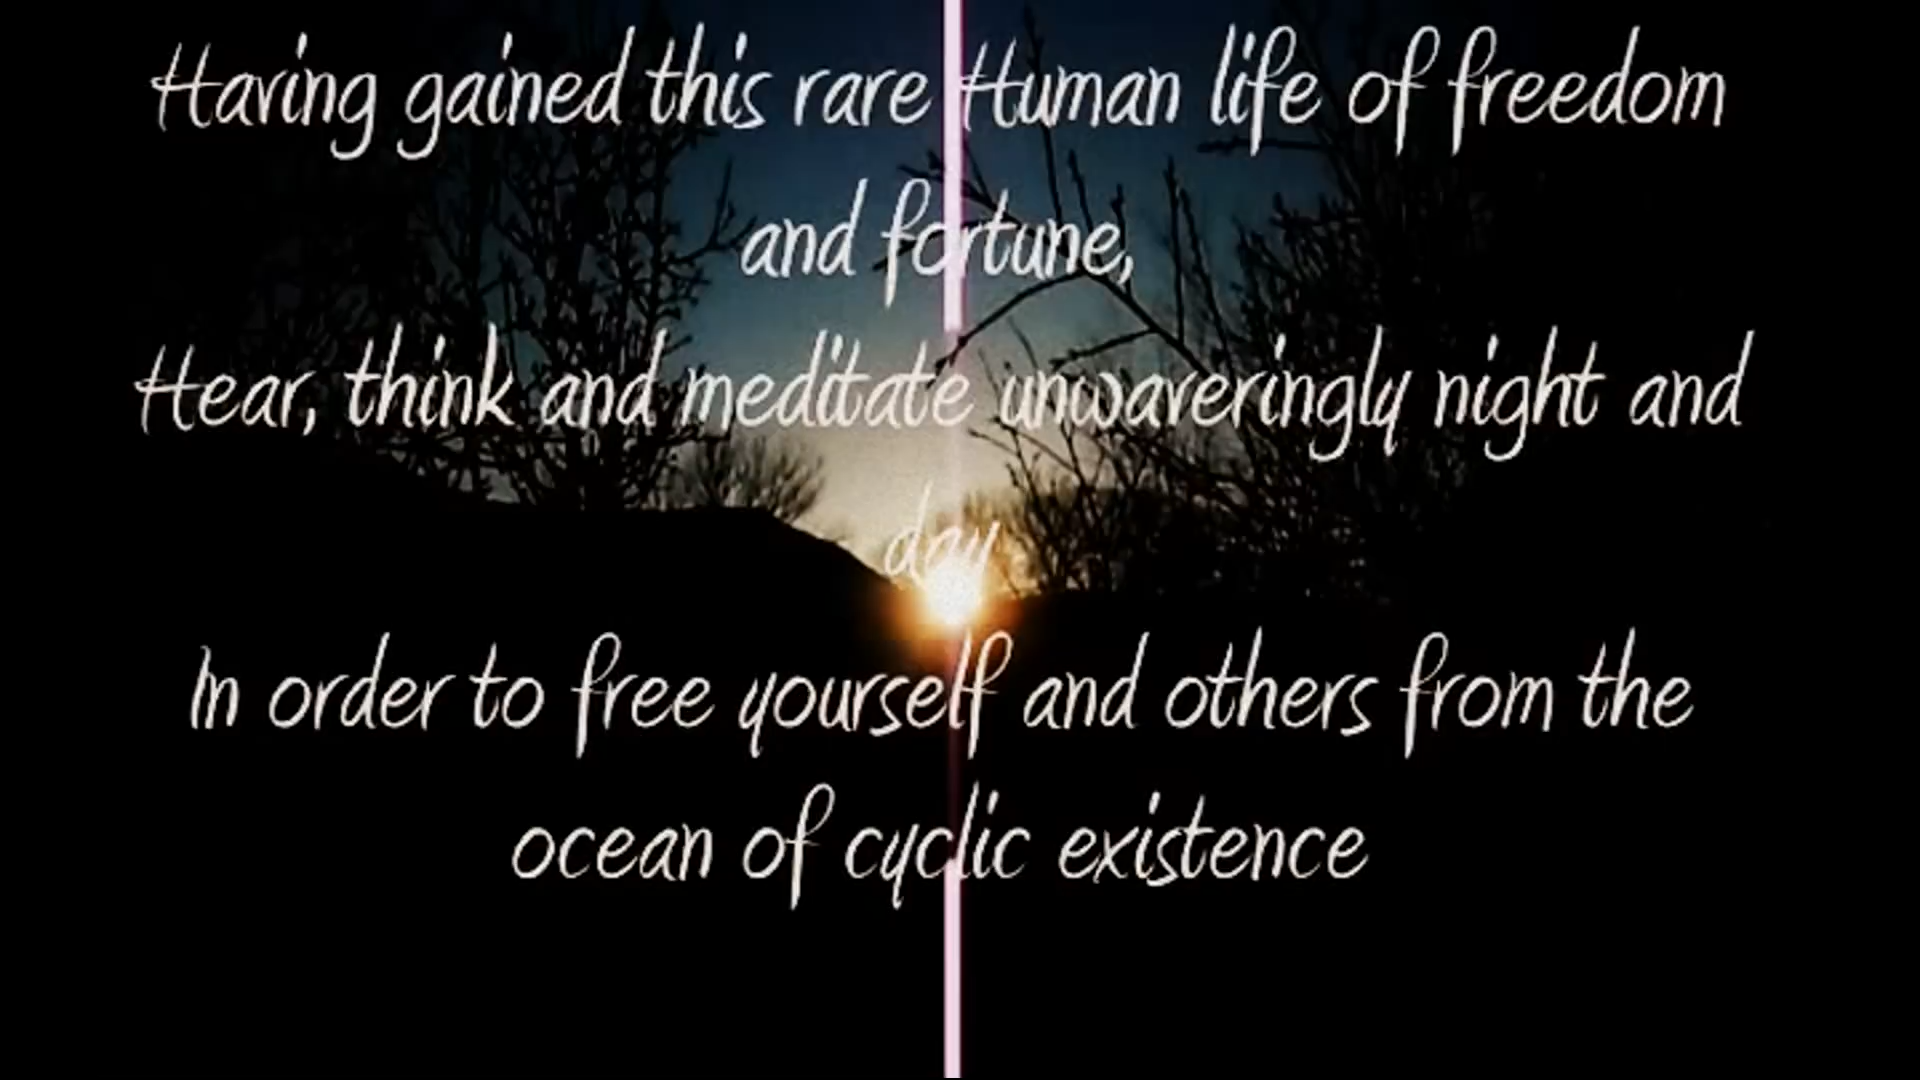 Having gained this rare Human life of freedom
and fortune,
Hear, think and meditate unwaveringly night and
day
In order to free yourself and others from the
ocean of cyclic existence